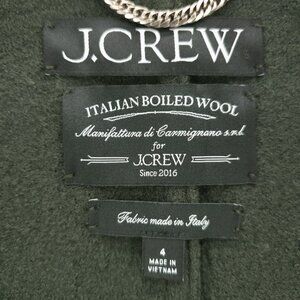 J.CREW
ITALIAN BOILED WOOL
Manifattura di Carmignano s.r.l.
for
J.CREW
Since 2016
Fabric made in Italy
4
MADE IN
VIETNAM